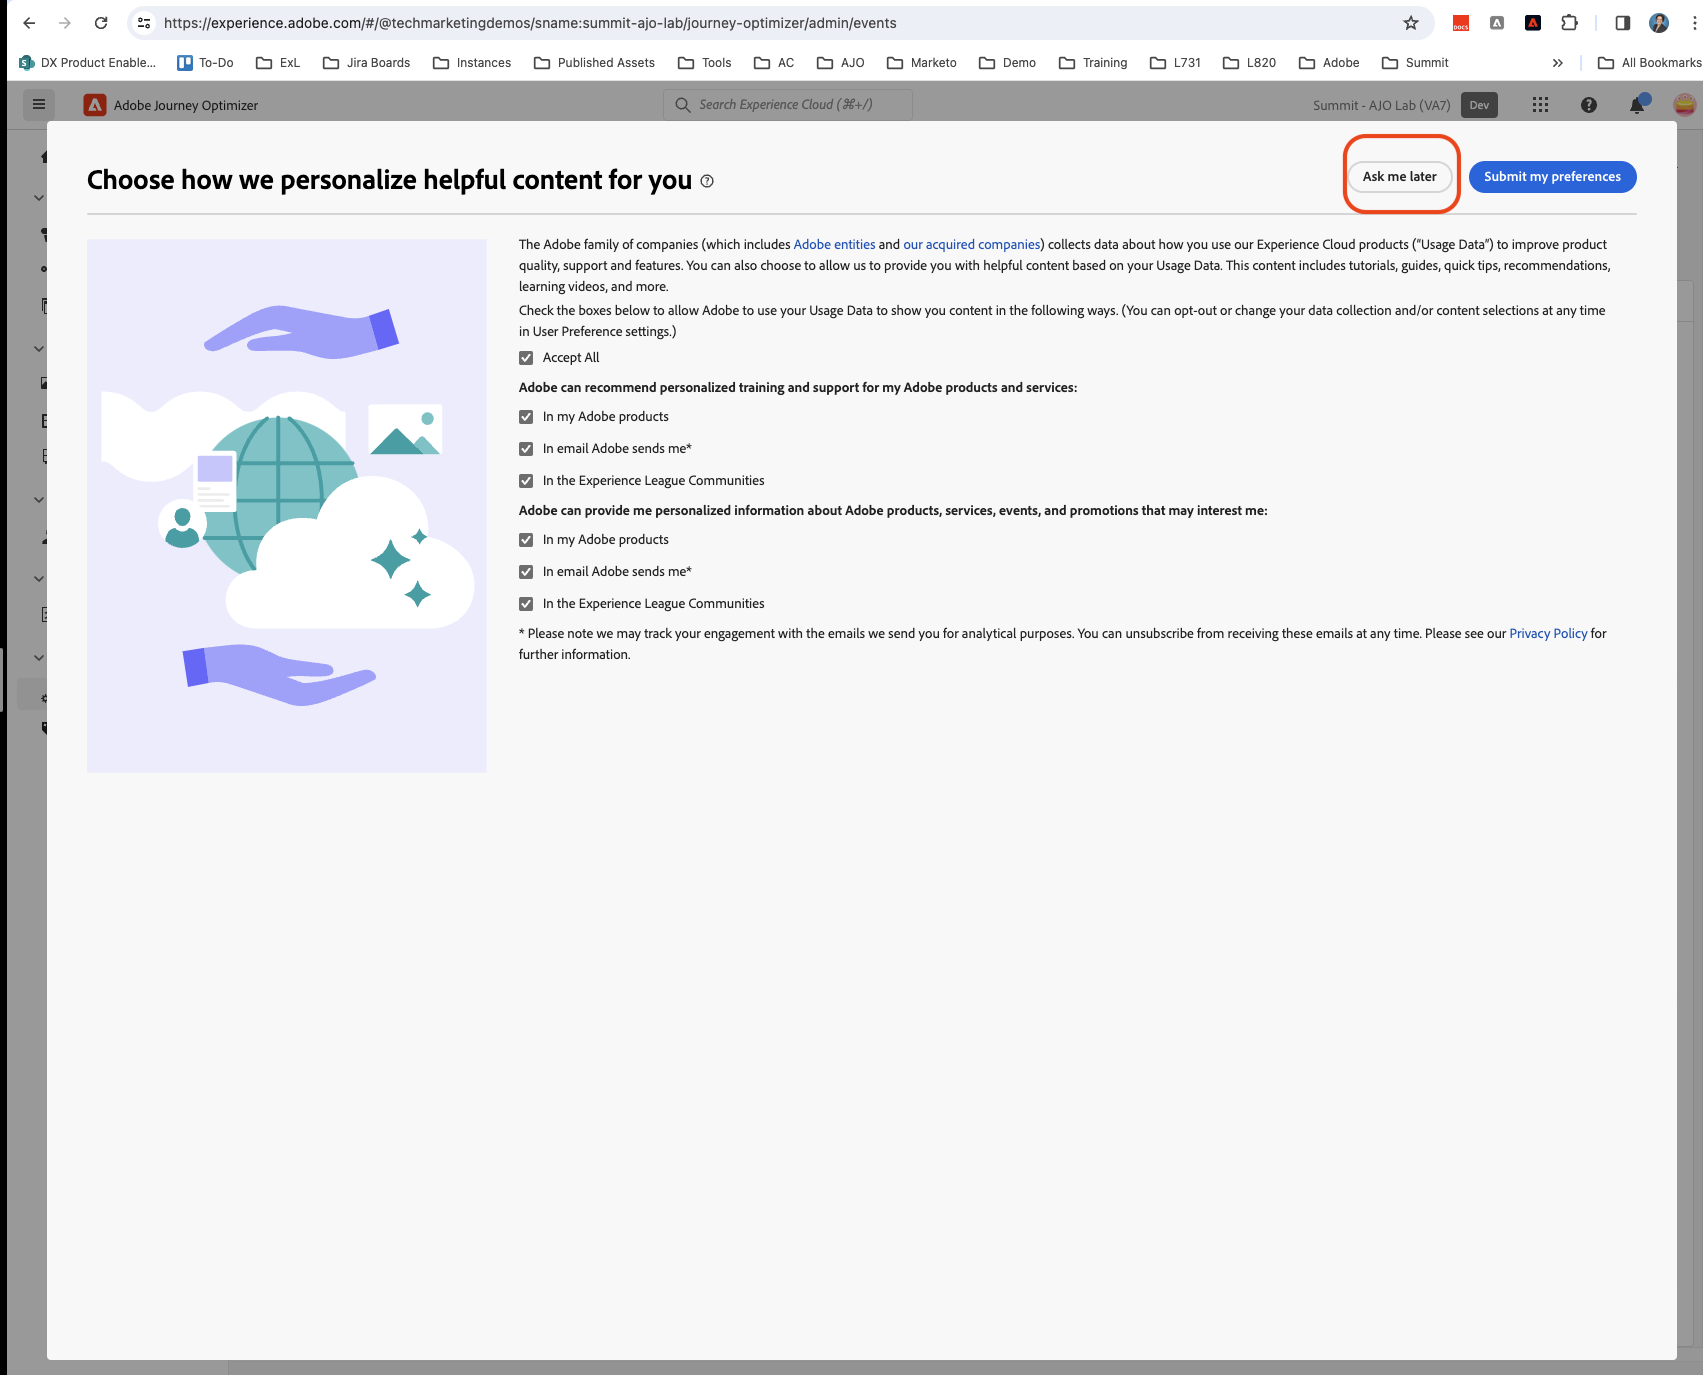 https://experience.adobe.com/#/@techmarketingdemos/sname:summit-ajo-lab/journey-optimizer/admin/events
DOCS
DX Product Enable... To-Do ExL Jira Boards Instances Published Assets Tools AC AJO Marketo Demo Training L731 L820 Adobe Summit » All Bookmarks
Adobe Journey Optimizer Search Experience Cloud (⌘+/) Summit - AJO Lab (VA7) Dev
Choose how we personalize helpful content for you Ask me later Submit my preferences
The Adobe family of companies (which includes Adobe entities and our acquired companies) collects data about how you use our Experience Cloud products (“Usage Data”) to improve product
quality, support and features. You can also choose to allow us to provide you with helpful content based on your Usage Data. This content includes tutorials, guides, quick tips, recommendations,
learning videos, and more.
Check the boxes below to allow Adobe to use your Usage Data to show you content in the following ways. (You can opt-out or change your data collection and/or content selections at any time
in User Preference settings.)
Accept All
Adobe can recommend personalized training and support for my Adobe products and services:
In my Adobe products
In email Adobe sends me*
In the Experience League Communities
Adobe can provide me personalized information about Adobe products, services, events, and promotions that may interest me:
In my Adobe products
In email Adobe sends me*
In the Experience League Communities
* Please note we may track your engagement with the emails we send you for analytical purposes. You can unsubscribe from receiving these emails at any time. Please see our Privacy Policy for
further information.